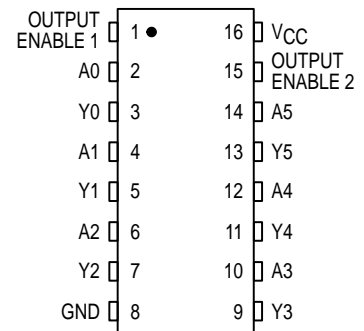 OUTPUT
ENABLE 1 1 16 VCC
A0 2 15 OUTPUT
ENABLE 2
Y0 3 14 A5
A1 4 13 Y5
Y1 5 12 A4
A2 6 11 Y4
Y2 7 10 A3
GND 8 9 Y3